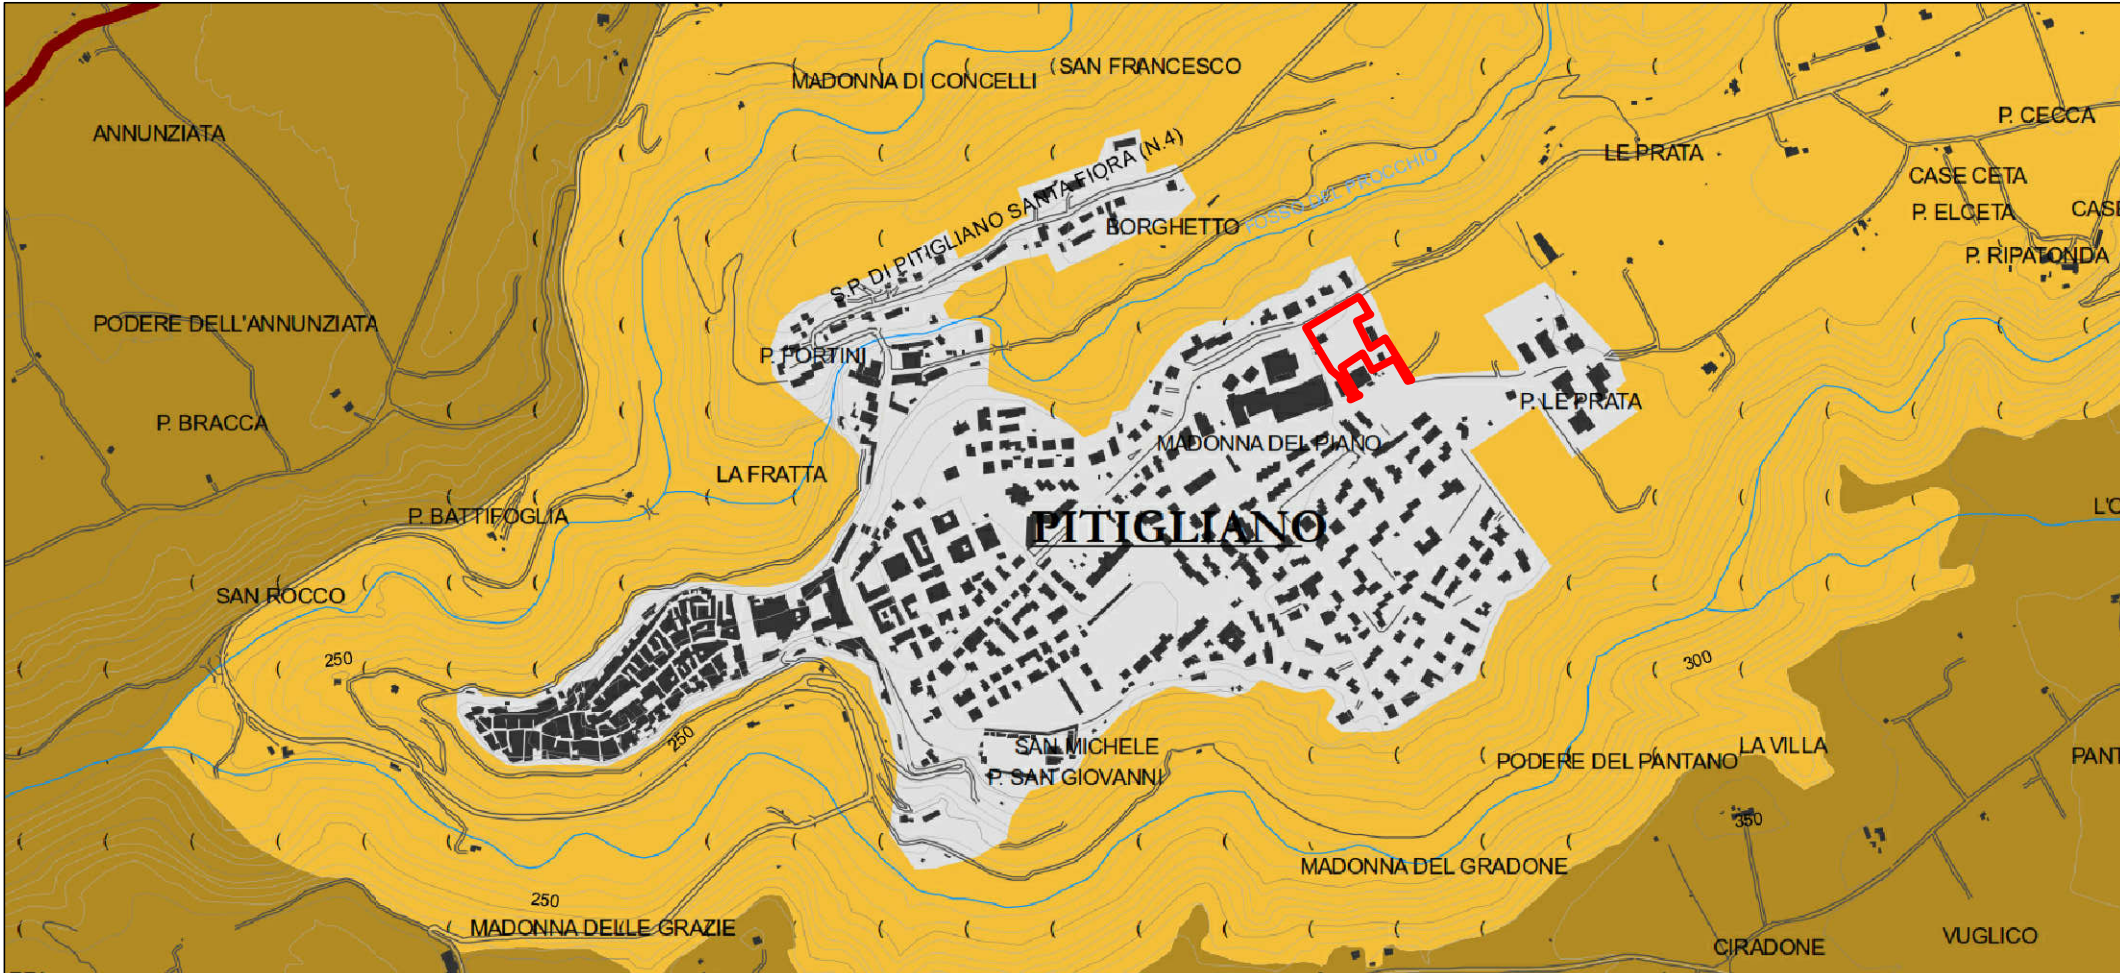 MADONNA DI CONCELLI
SAN FRANCESCO
P. CECCA
ANNUNZIATA
LE PRATA
S.P. DI PITIGLIANO SANTA FIORA (N.4)
FOSSO DEL PROCCHIO
CASE CETA
P. ELCETA
CASE
BORGHETTO
P. RIPATONDA
PODERE DELL'ANNUNZIATA
P. FORTINI
P. LE PRATA
P. BRACCA
MADONNA DEL PIANO
LA FRATTA
L'O
P. BATTIFOGLIA
PITIGLIANO
SAN ROCCO
250
300
250
SAN MICHELE
LA VILLA
PODERE DEL PANTANO
PANT
P. SAN GIOVANNI
350
MADONNA DEL GRADONE
250
MADONNA DELLE GRAZIE
VUGLICO
CIRADONE